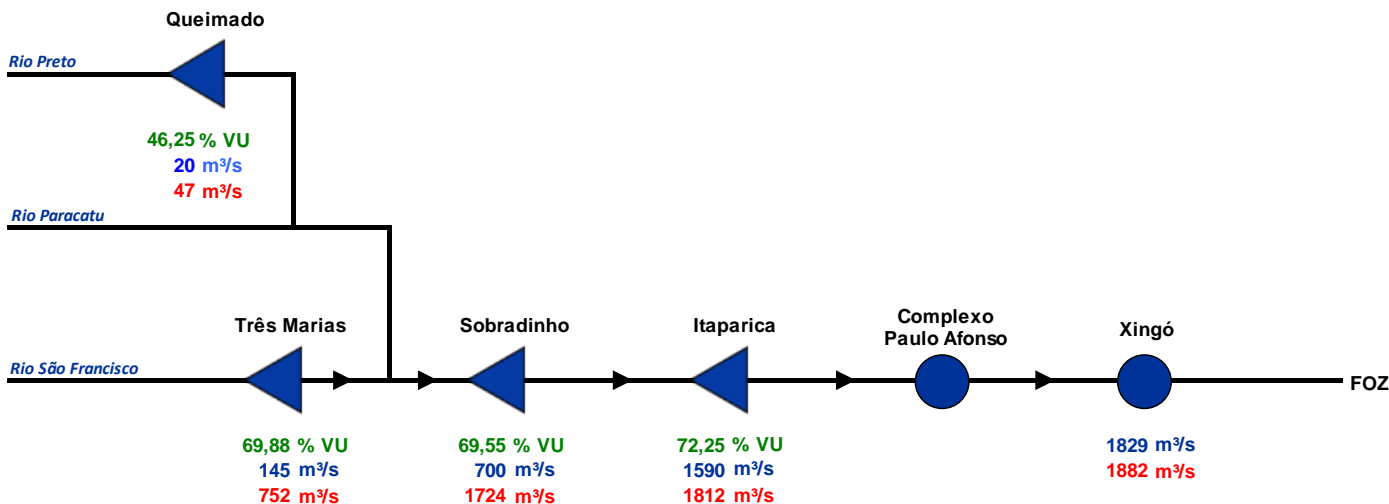 Queimado
Rio Preto
46,25 % VU
20 m³/s
47 m³/s
Rio Paracatu
Três Marias
Sobradinho
Itaparica
Complexo
Paulo Afonso
Xingó
Rio São Francisco
FOZ
69,88 % VU
145 m³/s
752 m³/s
69,55 % VU
700 m³/s
1724 m³/s
72,25 % VU
1590 m³/s
1812 m³/s
1829 m³/s
1882 m³/s